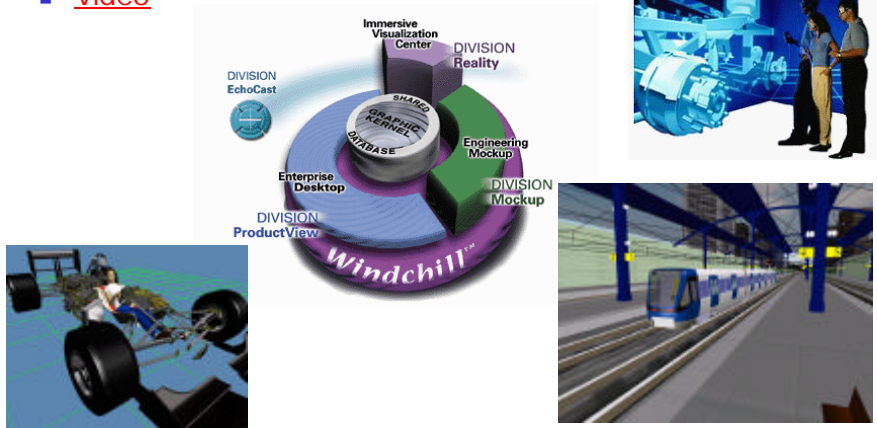 Video
Immersive
Visualization
Center
DIVISION
Reality
DIVISION
EchoCast
SHARED
GRAPHIC
KERNEL
DATABASE
Engineering
Mockup
DIVISION
Mockup
Enterprise
Desktop
DIVISION
ProductView
Windchill™